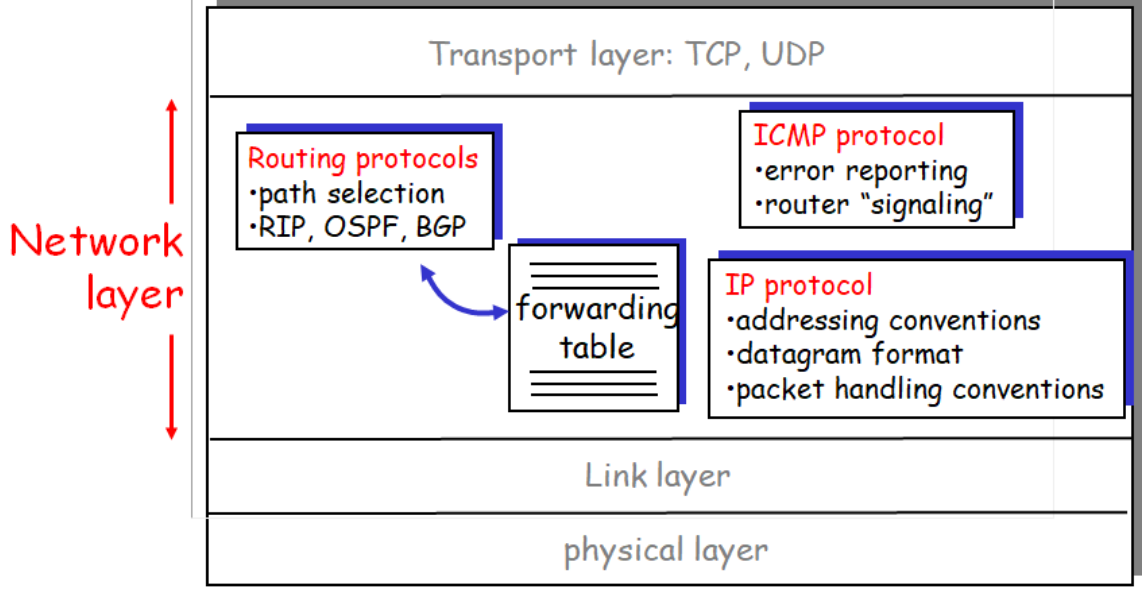 Transport layer: TCP, UDP
Network
layer
Routing protocols
•path selection
•RIP, OSPF, BGP
forwarding
table
ICMP protocol
•error reporting
•router “signaling”
IP protocol
•addressing conventions
•datagram format
•packet handling conventions
Link layer
physical layer